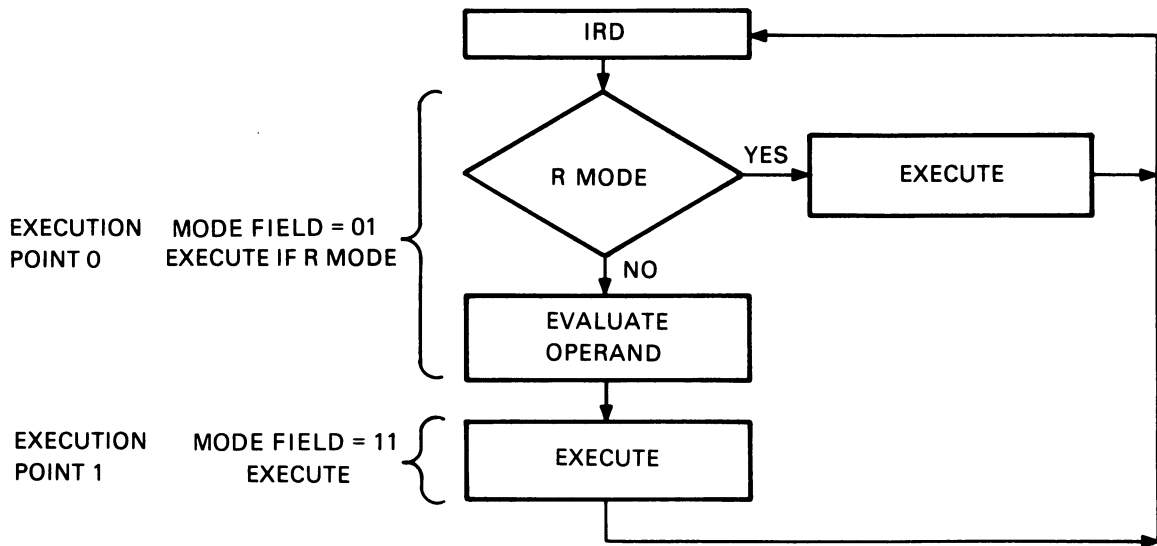 IRD
R MODE
YES
EXECUTE
EXECUTION
POINT 0
MODE FIELD = 01
EXECUTE IF R MODE
NO
EVALUATE
OPERAND
EXECUTION
POINT 1
MODE FIELD = 11
EXECUTE
EXECUTE